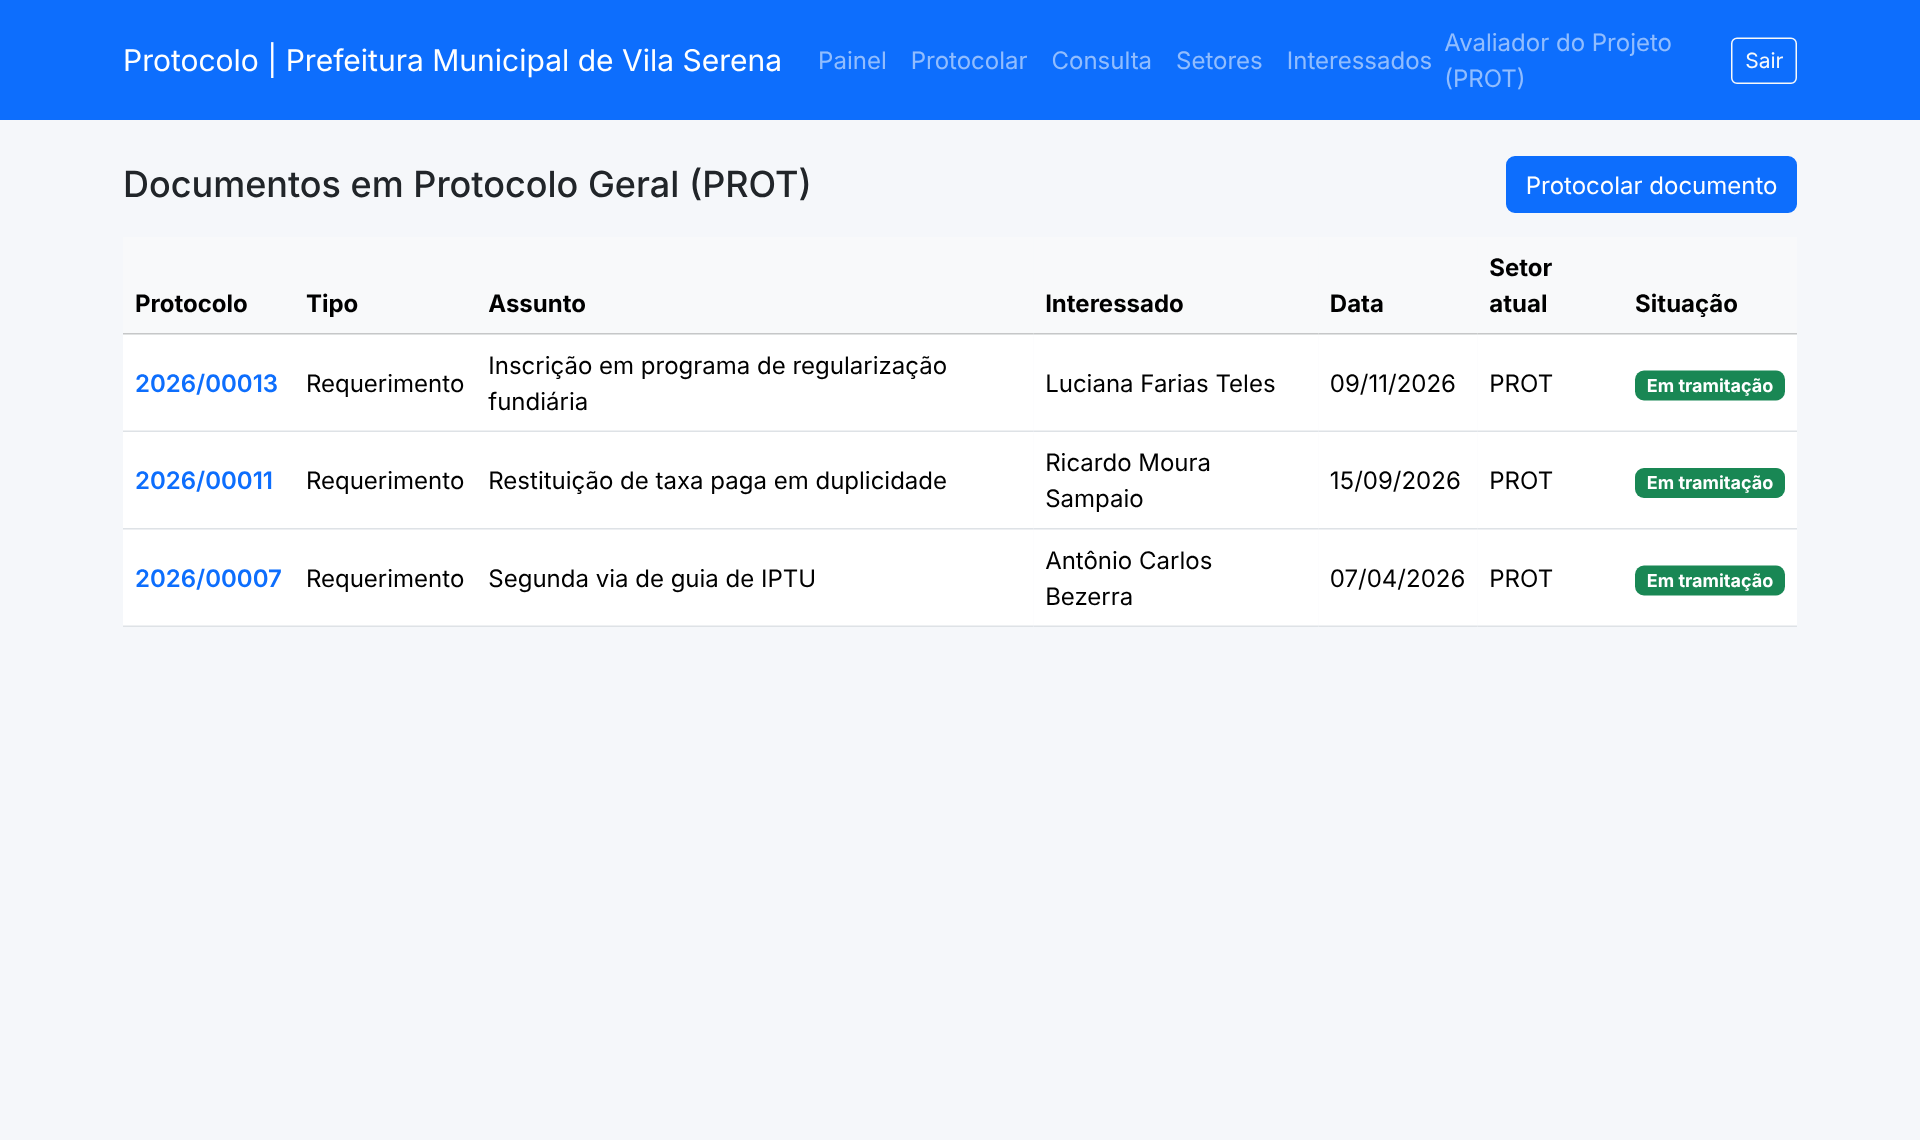 Protocolo | Prefeitura Municipal de Vila Serena
Painel
Protocolar
Consulta
Setores
Interessados
Avaliador do Projeto
(PROT)
Sair
Documentos em Protocolo Geral (PROT)
Protocolar documento
Protocolo
Tipo
Assunto
Interessado
Data
Setor
atual
Situação
2026/00013
Requerimento
Inscrição em programa de regularização
fundiária
Luciana Farias Teles
09/11/2026
PROT
Em tramitação
2026/00011
Requerimento
Restituição de taxa paga em duplicidade
Ricardo Moura
Sampaio
15/09/2026
PROT
Em tramitação
2026/00007
Requerimento
Segunda via de guia de IPTU
Antônio Carlos
Bezerra
07/04/2026
PROT
Em tramitação